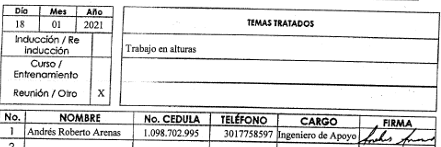 Día Mes Año
18 01 2021
TEMAS TRATADOS
Inducción / Re inducción
Trabajo en alturas
Curso / Entrenamiento
Reunión / Otro X
No. NOMBRE No. CEDULA TELÉFONO CARGO FIRMA
1 Andrés Roberto Arenas 1.098.702.995 3017758597 Ingeniero de Apoyo